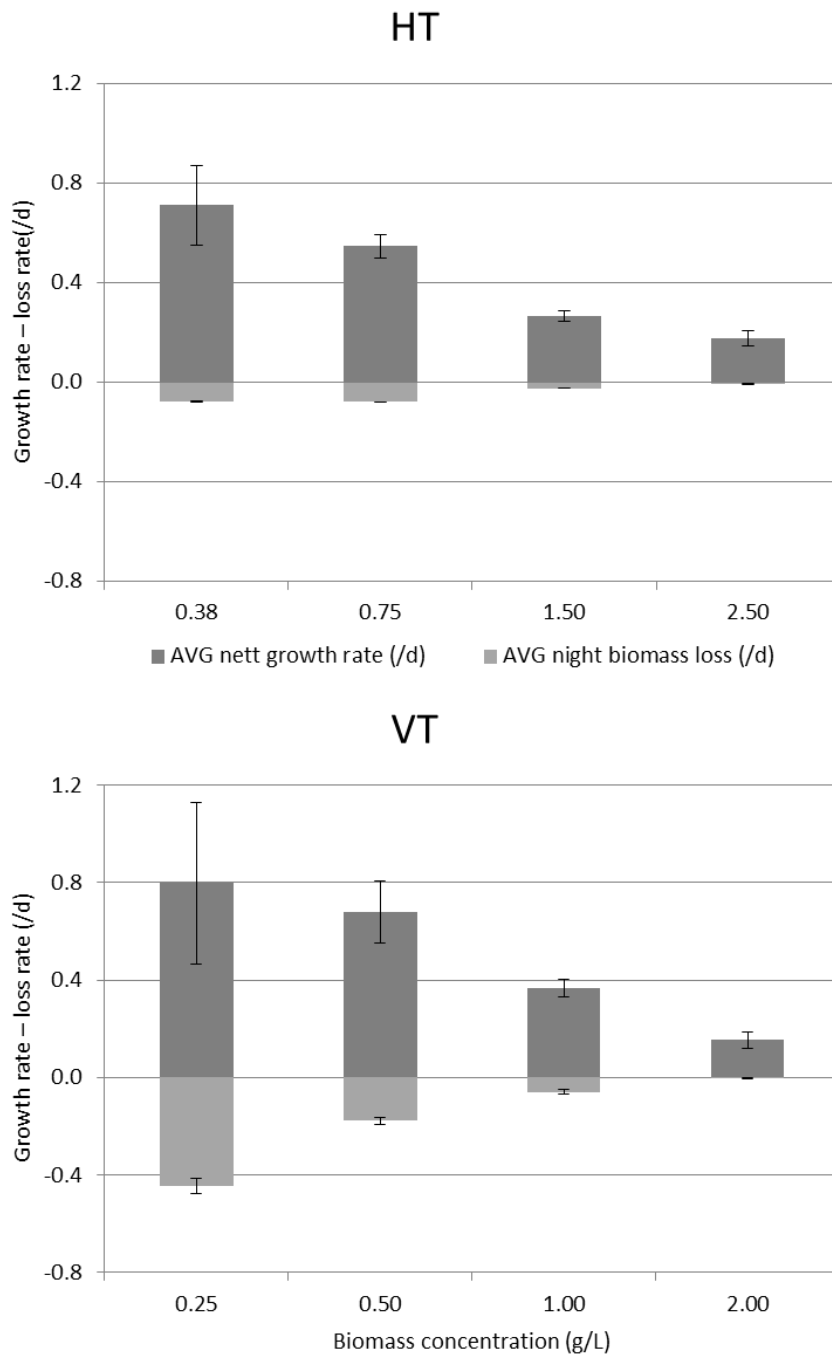 HT
Growth rate – loss rate(/d)
1.2
0.8
0.4
0.0
-0.4
-0.8
0.38 0.75 1.50 2.50
AVG nett growth rate (/d) AVG night biomass loss (/d)
VT
Growth rate – loss rate (/d)
1.2
0.8
0.4
0.0
-0.4
-0.8
0.25 0.50 1.00 2.00
Biomass concentration (g/L)